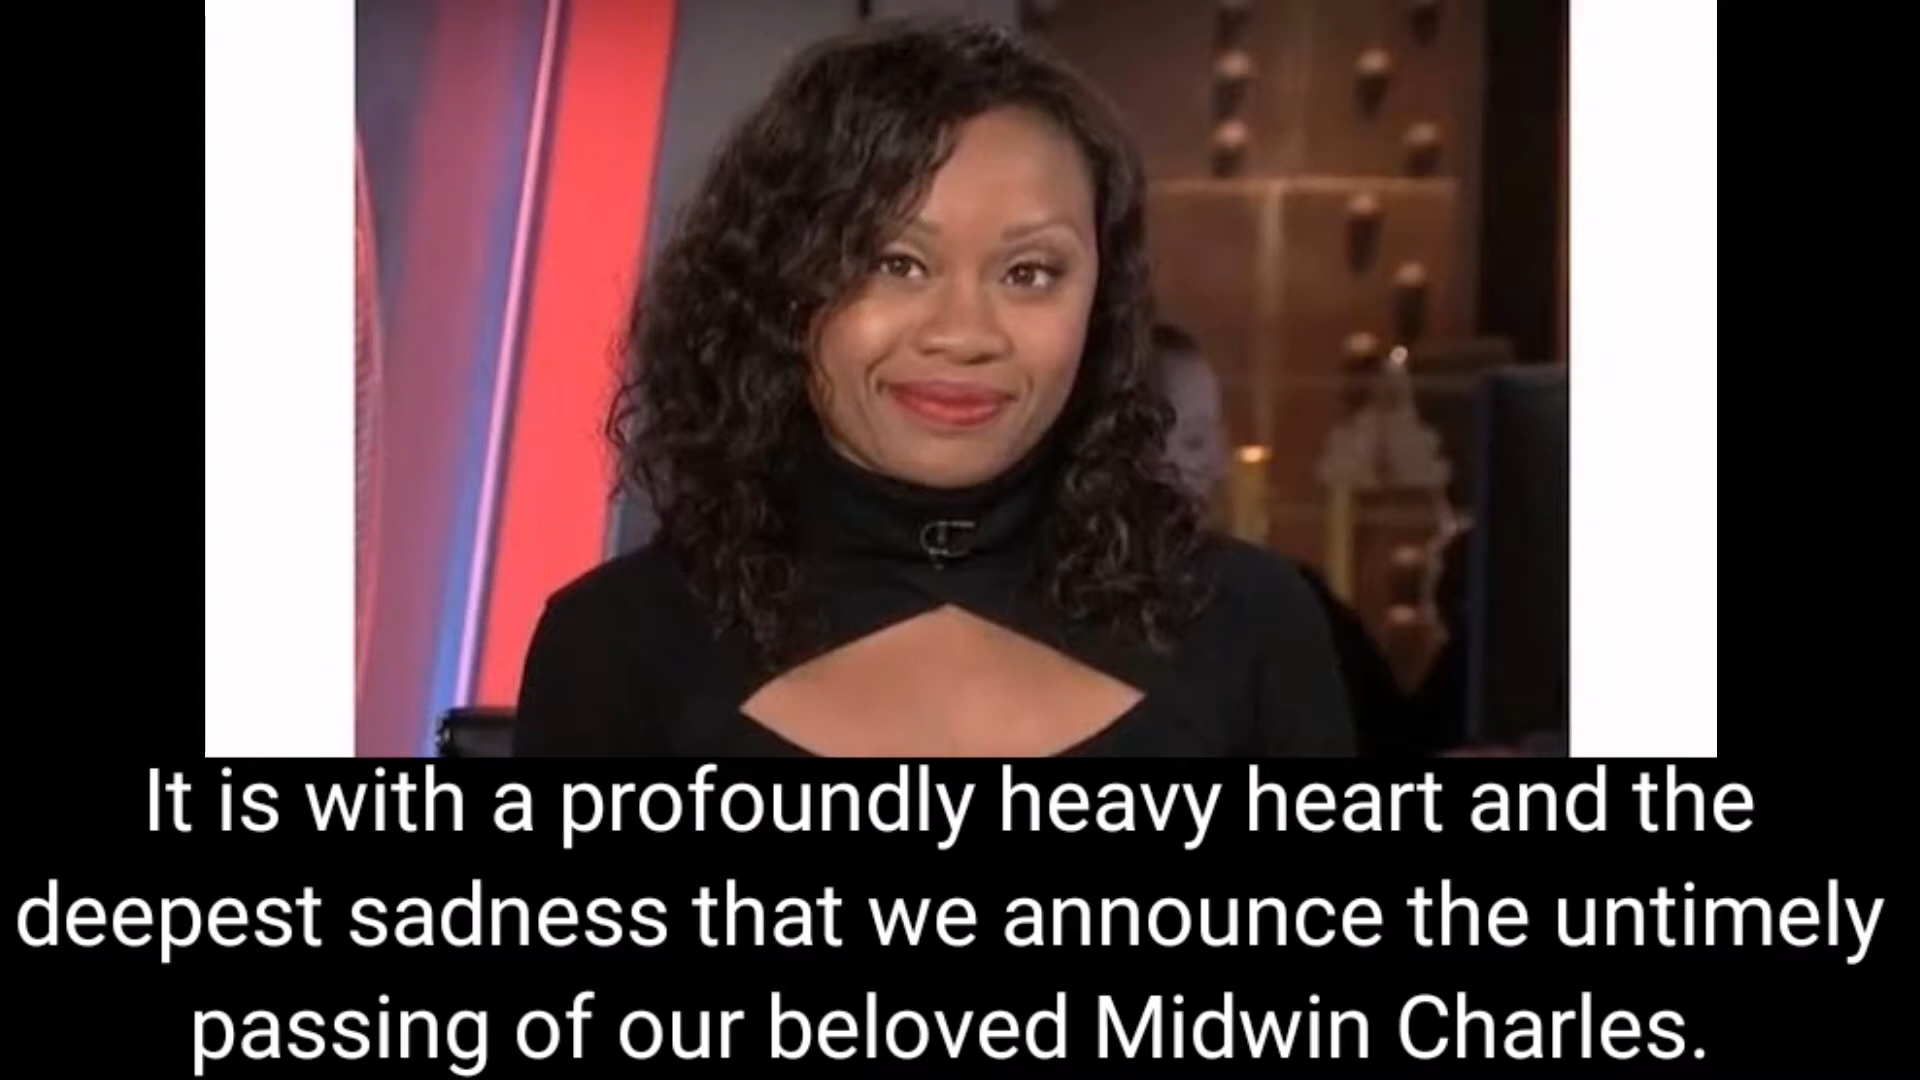 It is with a profoundly heavy heart and the
deepest sadness that we announce the untimely
passing of our beloved Midwin Charles.